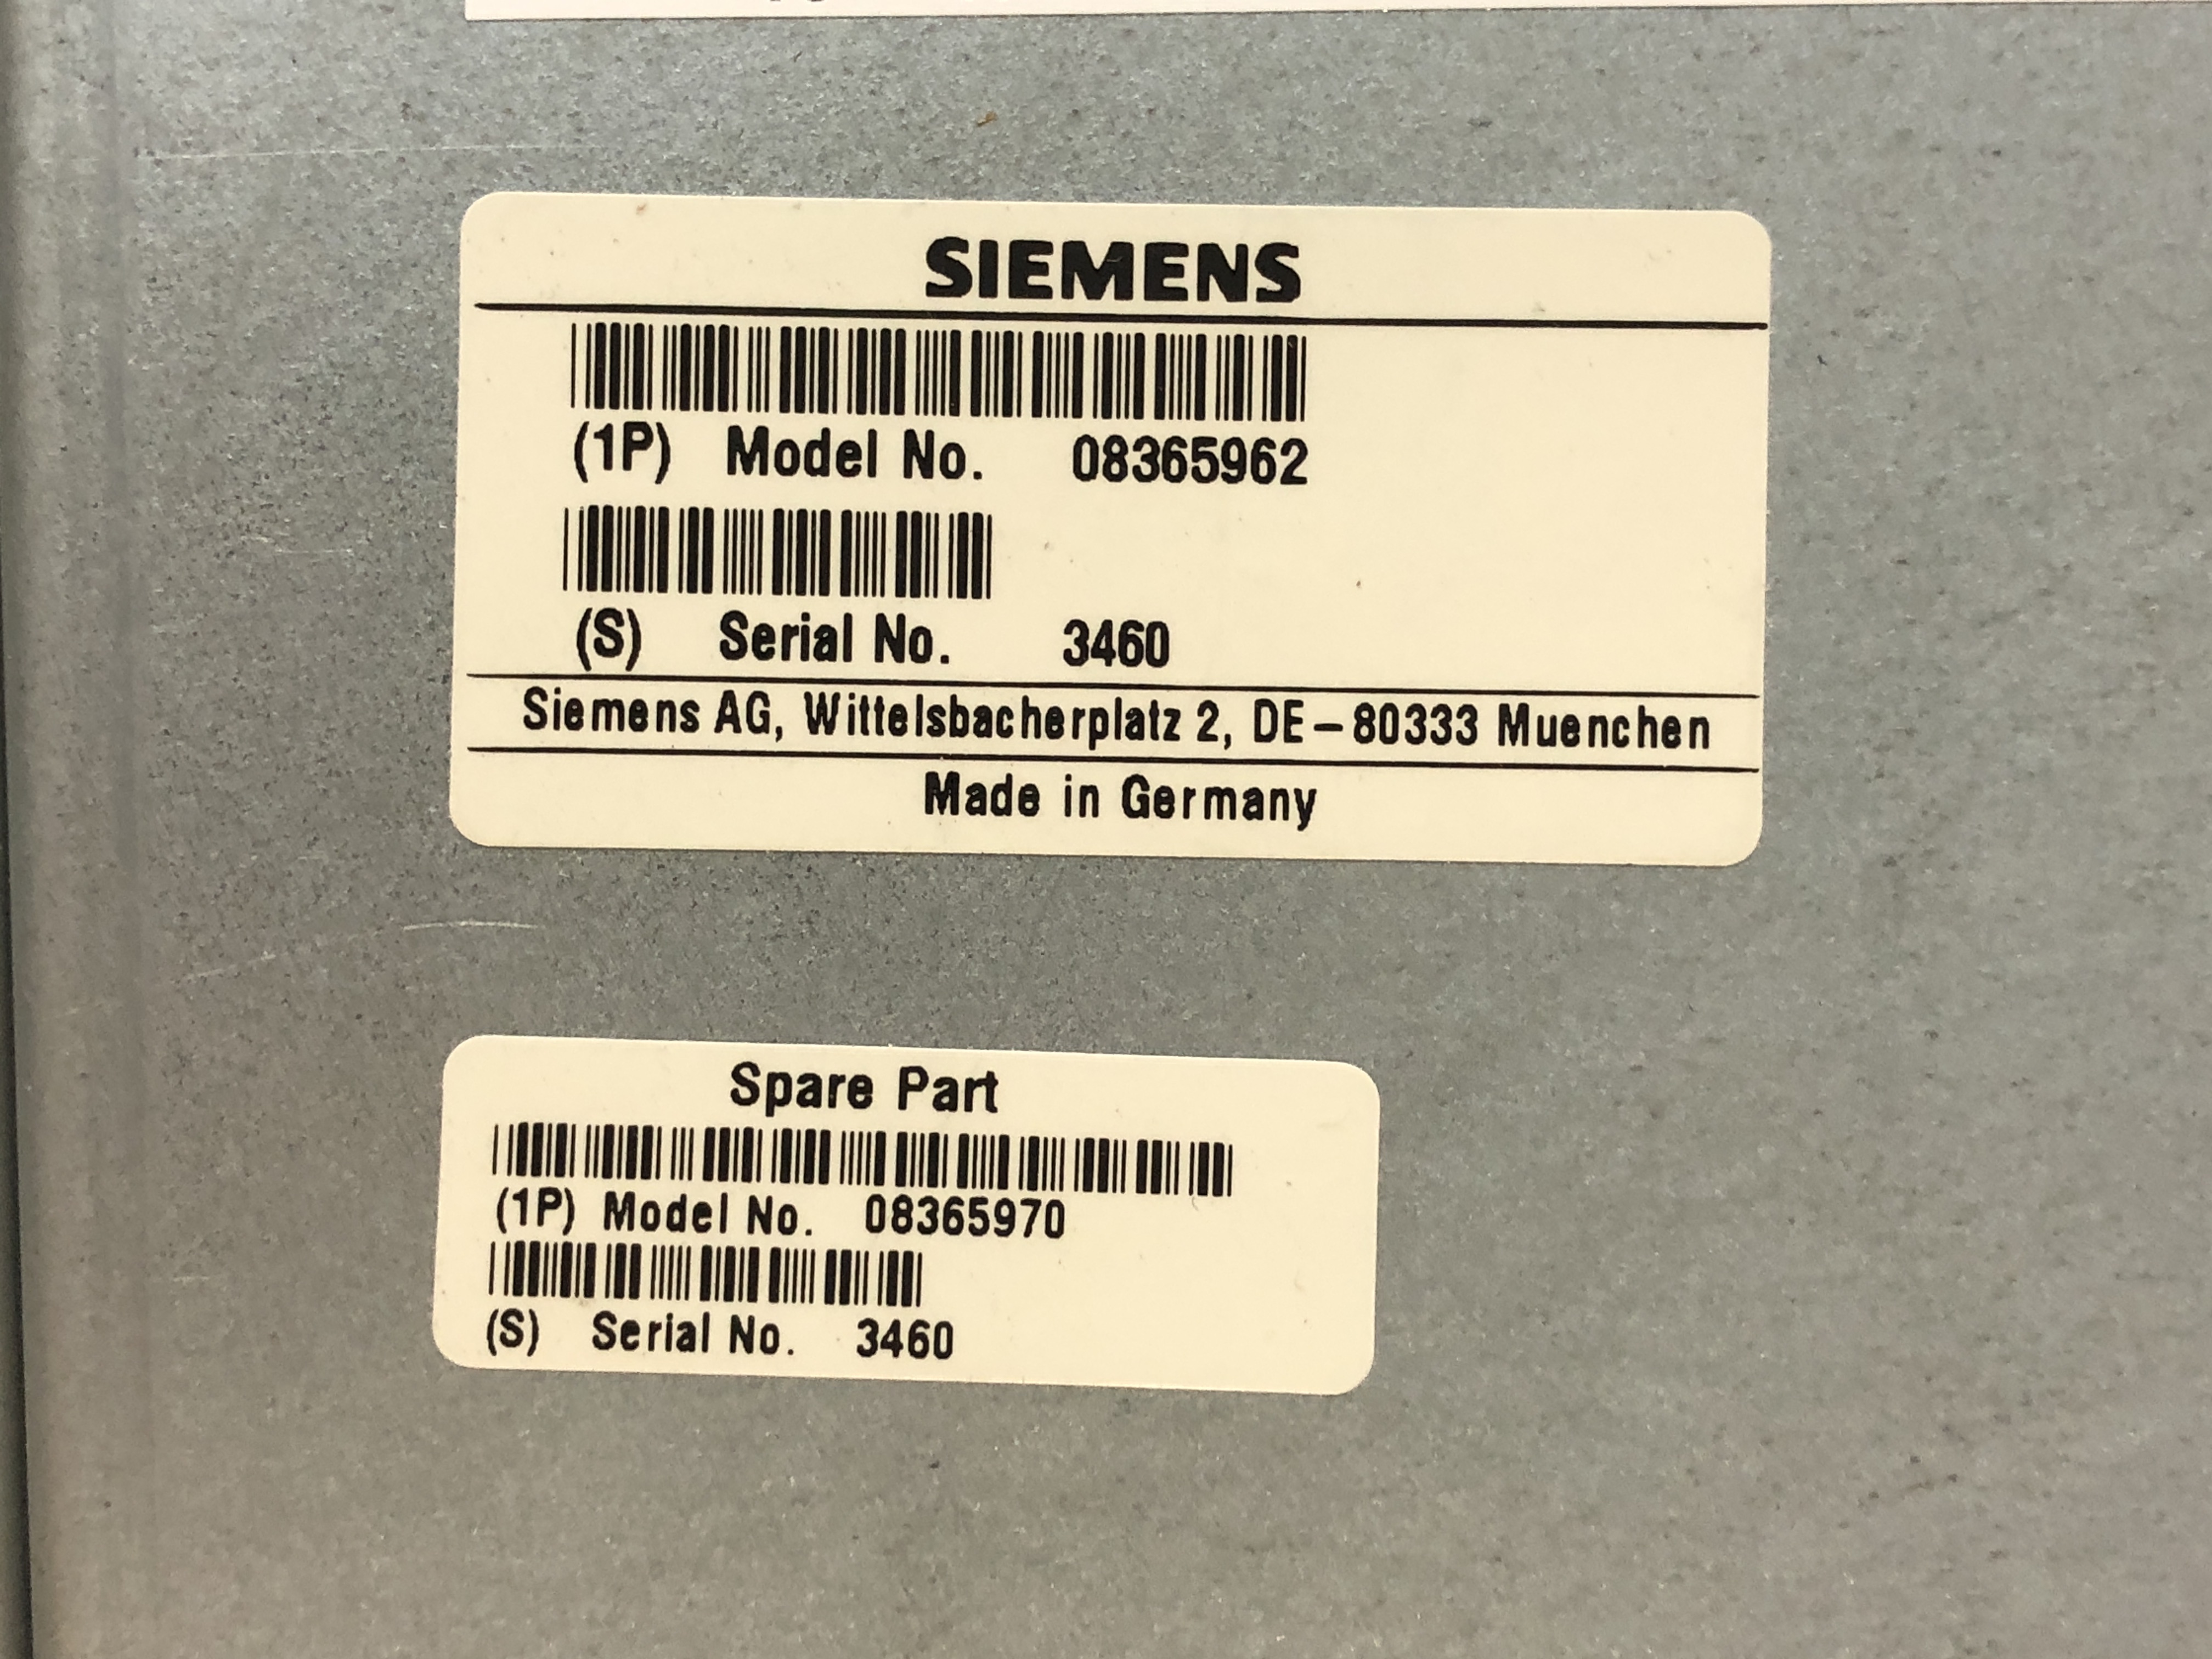 SIEMENS
(1P) Model No. 08365962
(S) Serial No. 3460
Siemens AG, Wittelsbacherplatz 2, DE-80333 Muenchen
Made in Germany
Spare Part
(1P) Model No. 08365970
(S) Serial No. 3460